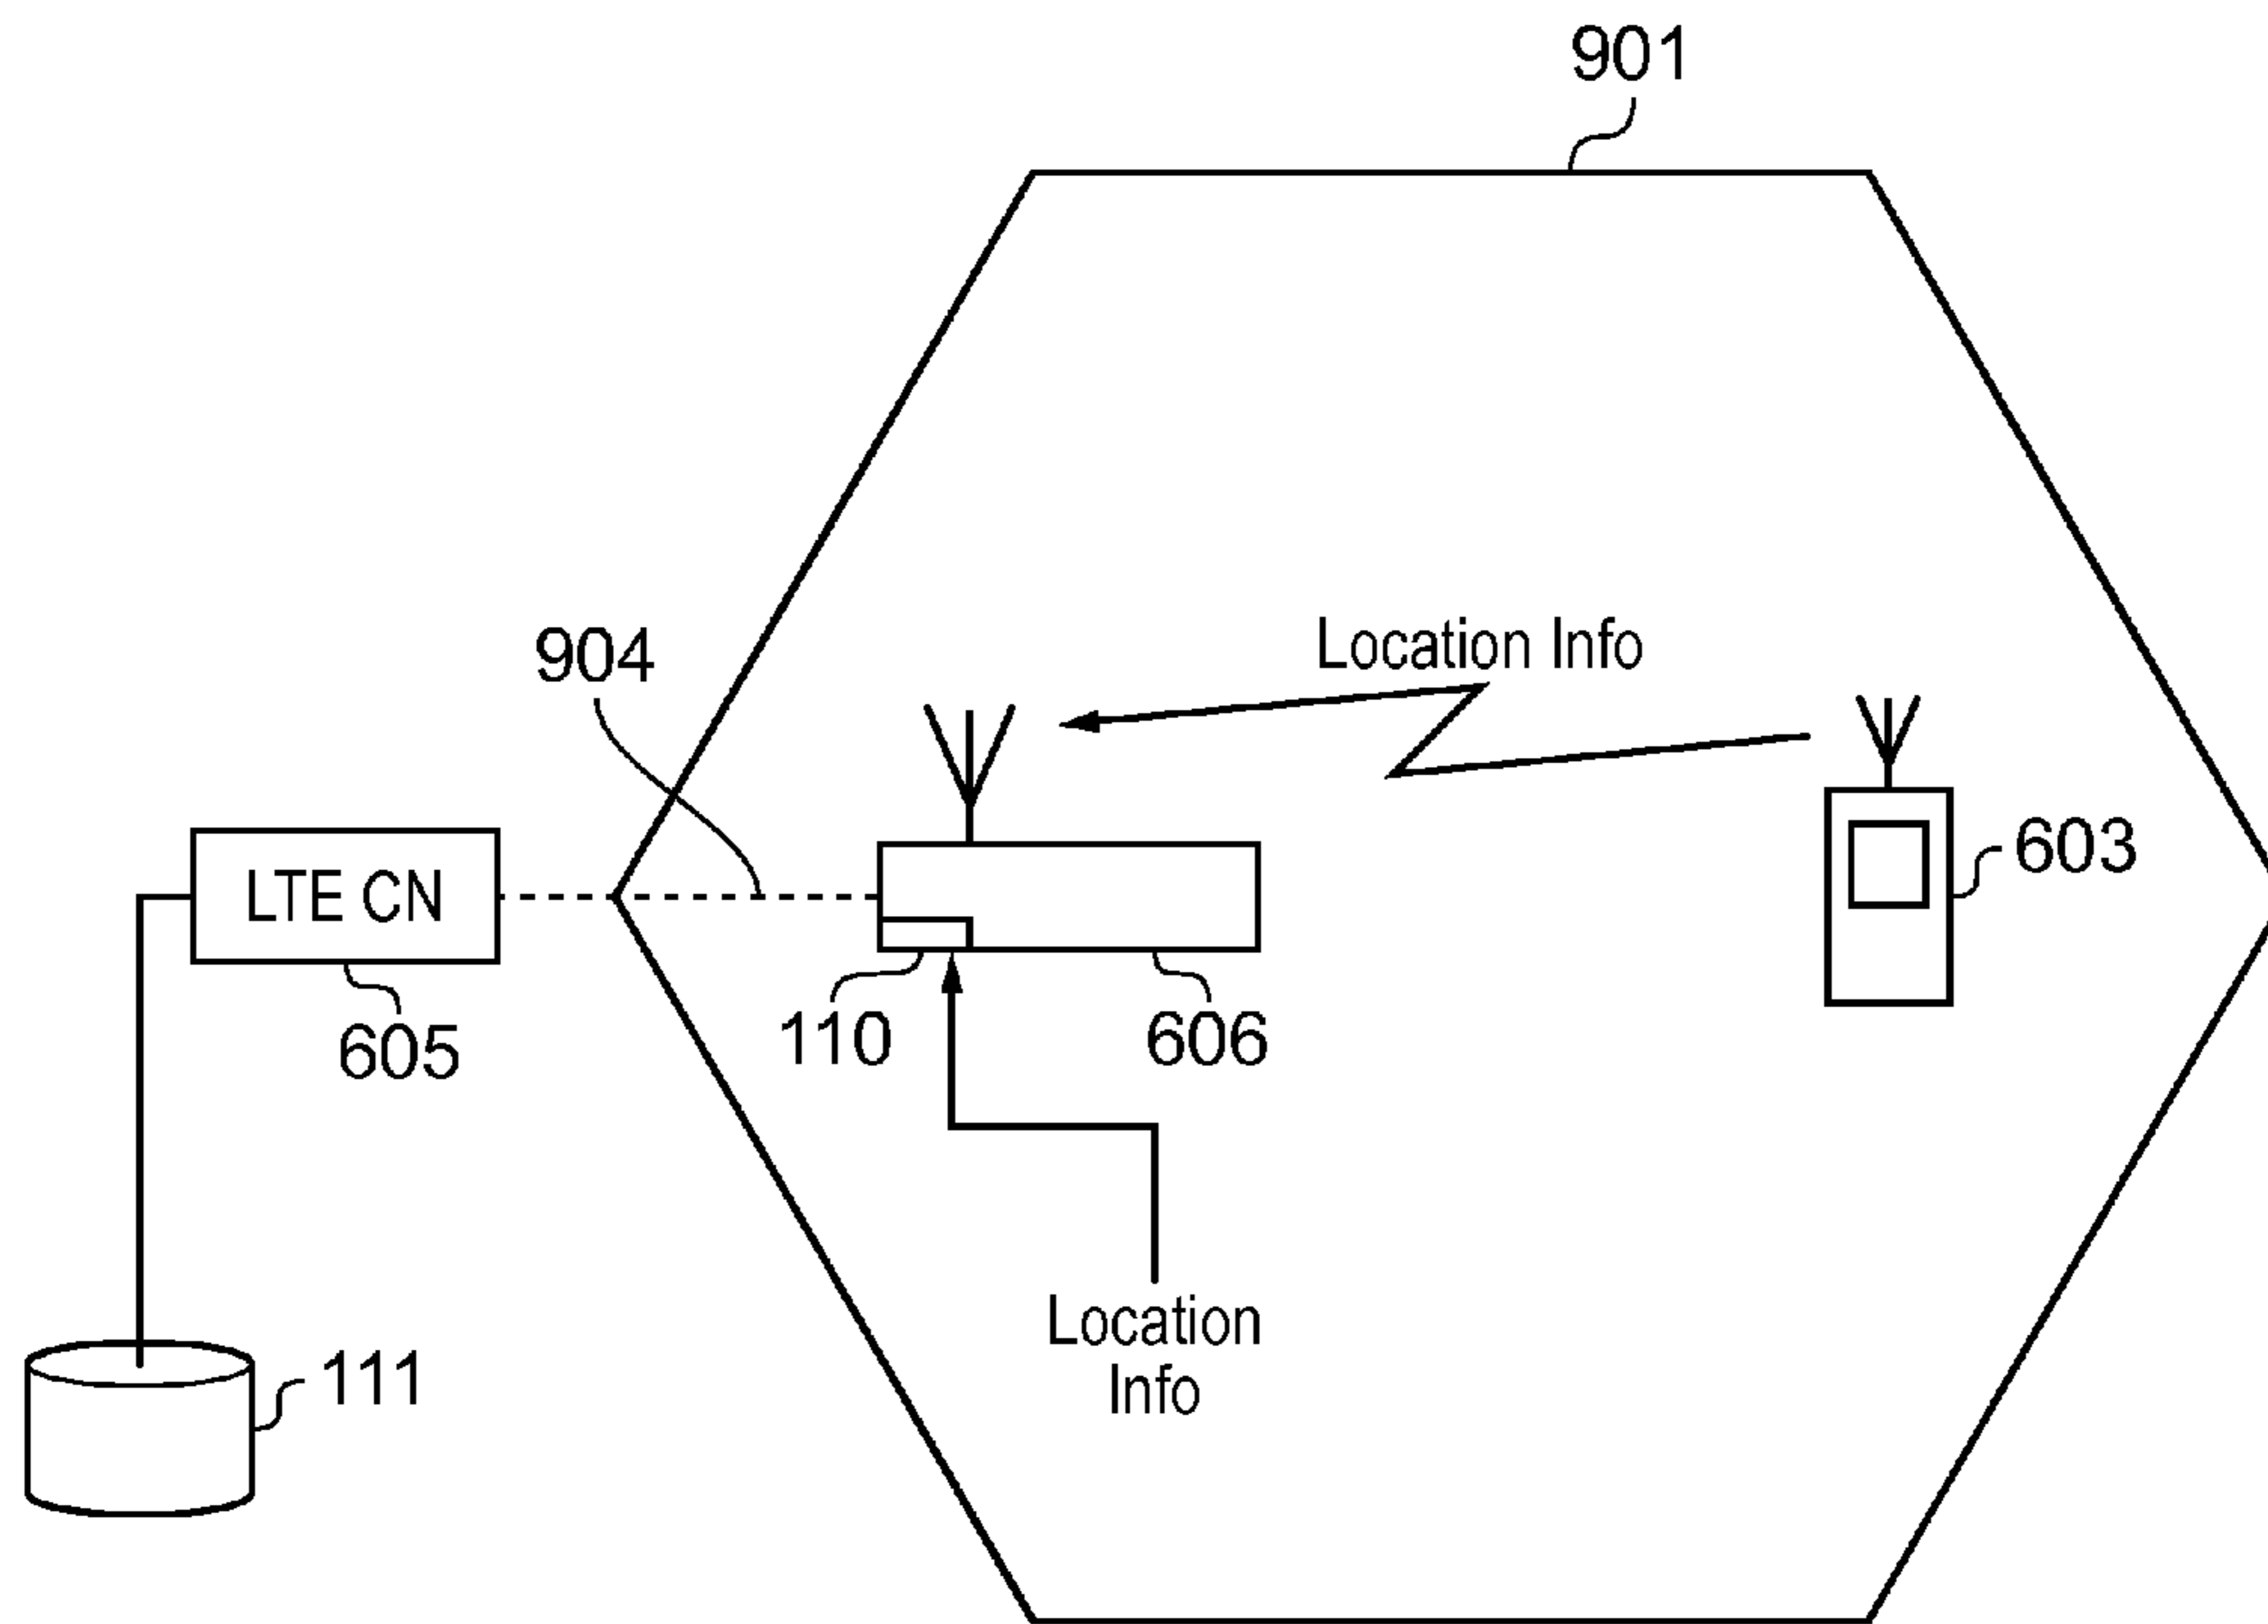 901
904
Location Info
603
LTE CN
605
110
606
Location
Info
111